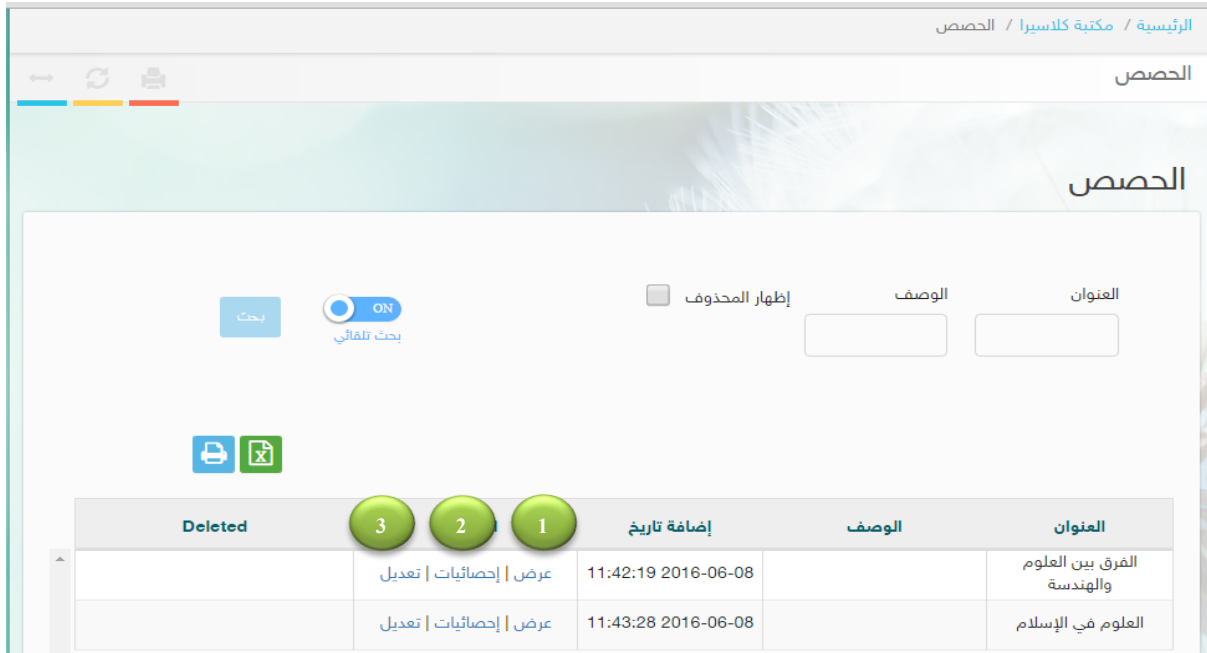 الرئيسية / مكتبة كلاسيرا / الحصص
الحصص
الحصص
العنوان الوصف إظهار المحذوف ON بحث
بحث تلقائي
العنوان الوصف إضافة تاريخ 1 2 3 Deleted
الفرق بين العلوم والهندسة 2016-06-08 11:42:19 عرض | إحصائيات | تعديل
العلوم في الإسلام 2016-06-08 11:43:28 عرض | إحصائيات | تعديل